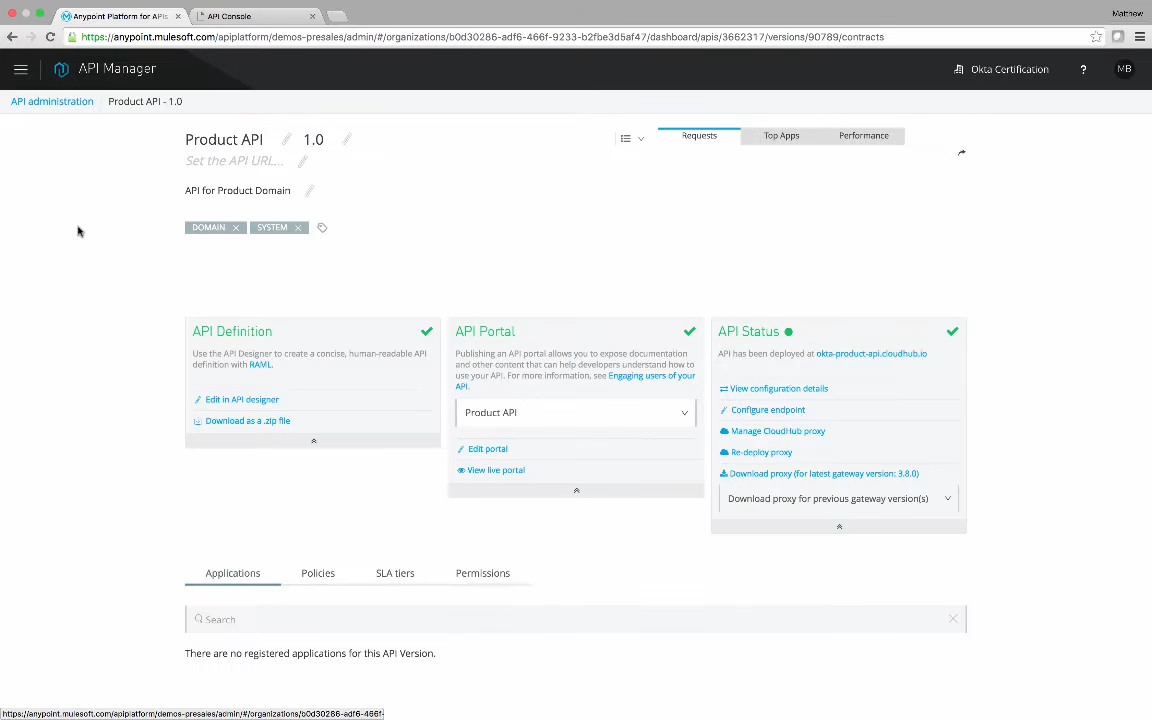 Matthew
Anypoint Platform for APIs
API Console
https://anypoint.mulesoft.com/apiplatform/demos-presales/admin/#/organizations/b0d30286-adf6-466f-9233-b2fbe3d5af47/dashboard/apis/3662317/versions/90789/contracts
API Manager
Okta Certification
?
MB
API administration
Product API - 1.0
Product API
1.0
Set the API URL...
API for Product Domain
DOMAIN
SYSTEM
Requests
Top Apps
Performance
API Definition
Use the API Designer to create a concise, human-readable API
definition with RAML.
Edit in API designer
Download as a .zip file
API Portal
Publishing an API portal allows you to expose documentation
and other content that can help developers understand how to
use your API. For more information, see Engaging users of your
API.
Product API
Edit portal
View live portal
API Status
API has been deployed at okta-product-api.cloudhub.io
View configuration details
Configure endpoint
Manage CloudHub proxy
Re-deploy proxy
Download proxy (for latest gateway version: 3.8.0)
Download proxy for previous gateway version(s)
Applications
Policies
SLA tiers
Permissions
Search
There are no registered applications for this API Version.
https://anypoint.mulesoft.com/apiplatform/demos-presales/admin/#/organizations/b0d30286-adf6-466f-